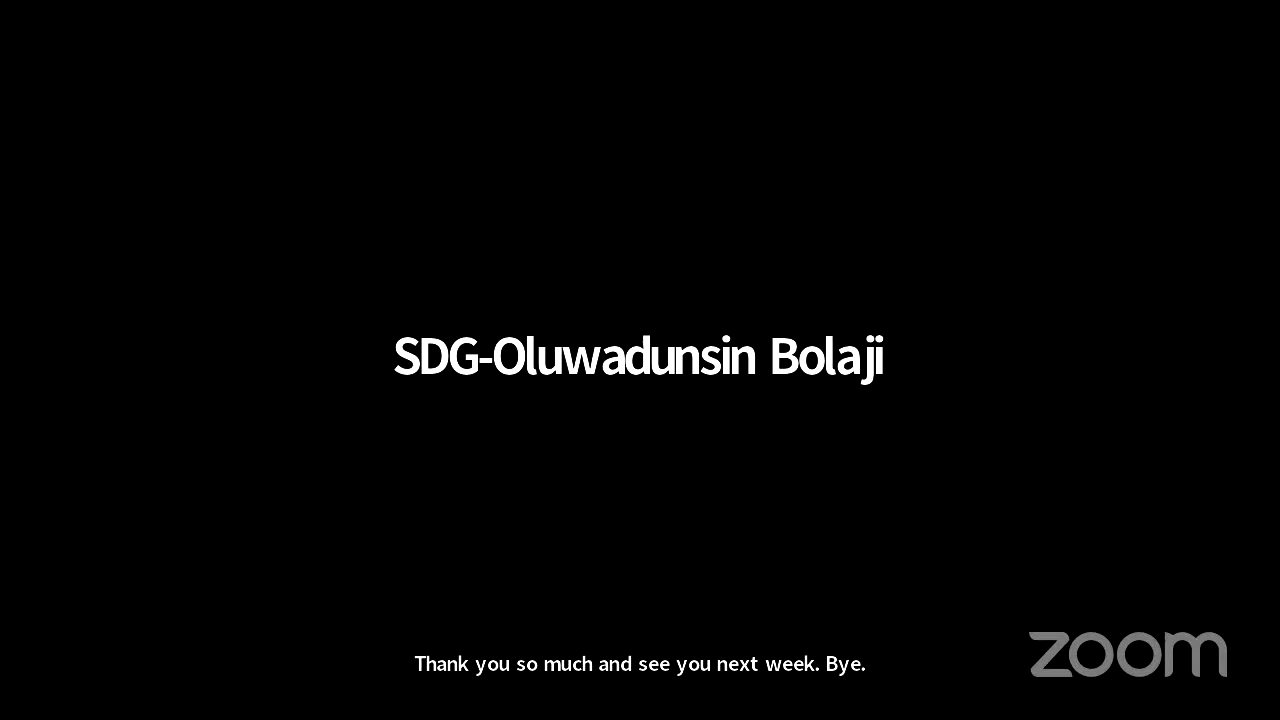 SDG-Oluwadunsin Bolaji
Thank you so much and see you next week. Bye.
zoom